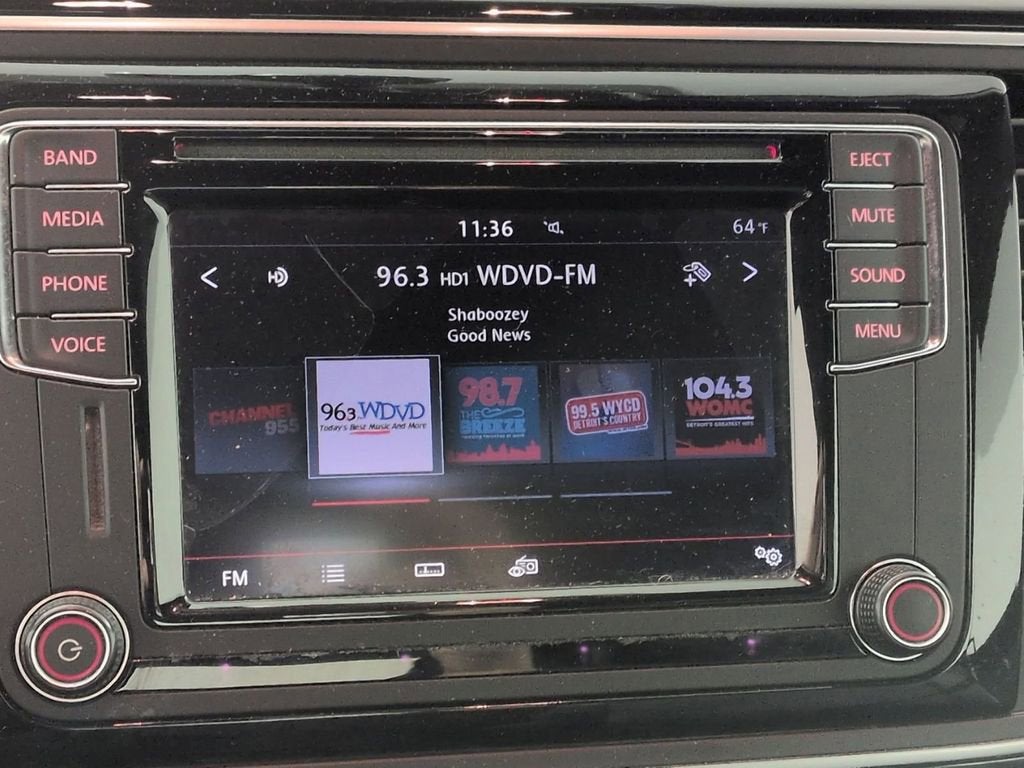 BAND
MEDIA
PHONE
VOICE
EJECT
MUTE
SOUND
MENU
11:36
64°F
HD
96.3 HD1 WDVD-FM
Shaboozey
Good News
CHANNEL
955
963 WDVD
Today's Best Music And More
98.7
THE
BREEZE
99.5 WYCD
DETROIT'S COUNTRY
104.3
WOMC
DETROIT'S GREATEST HITS
FM